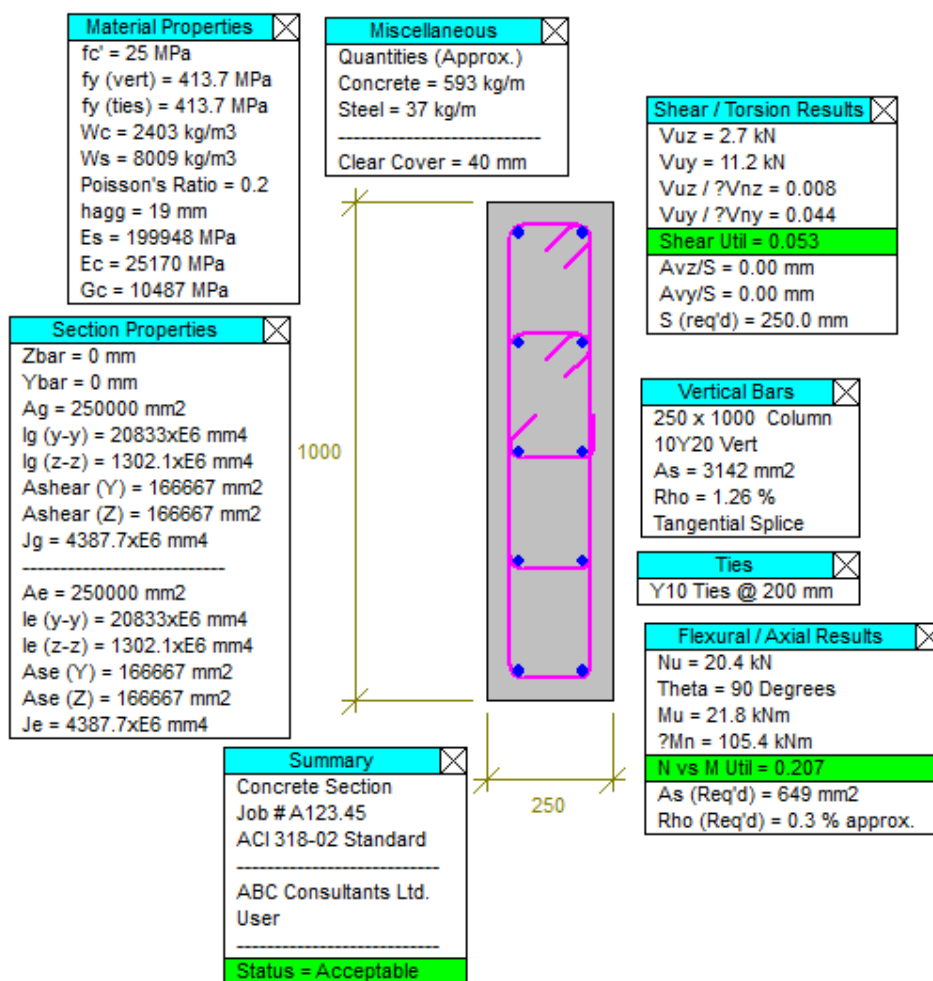 Material Properties
fc' = 25 MPa
fy (vert) = 413.7 MPa
fy (ties) = 413.7 MPa
Wc = 2403 kg/m3
Ws = 8009 kg/m3
Poisson's Ratio = 0.2
hagg = 19 mm
Es = 199948 MPa
Ec = 25170 MPa
Gc = 10487 MPa
Miscellaneous
Quantities (Approx.)
Concrete = 593 kg/m
Steel = 37 kg/m
------------------------------
Clear Cover = 40 mm
Shear / Torsion Results
Vuz = 2.7 kN
Vuy = 11.2 kN
Vuz / ?Vnz = 0.008
Vuy / ?Vny = 0.044
Shear Util = 0.053
Avz/S = 0.00 mm
Avy/S = 0.00 mm
S (req'd) = 250.0 mm
Section Properties
Zbar = 0 mm
Ybar = 0 mm
Ag = 250000 mm2
Ig (y-y) = 20833xE6 mm4
Ig (z-z) = 1302.1xE6 mm4
Ashear (Y) = 166667 mm2
Ashear (Z) = 166667 mm2
Jg = 4387.7xE6 mm4
------------------------------
Ae = 250000 mm2
Ie (y-y) = 20833xE6 mm4
Ie (z-z) = 1302.1xE6 mm4
Ase (Y) = 166667 mm2
Ase (Z) = 166667 mm2
Je = 4387.7xE6 mm4
1000
250
Vertical Bars
250 x 1000 Column
10Y20 Vert
As = 3142 mm2
Rho = 1.26 %
Tangential Splice
Ties
Y10 Ties @ 200 mm
Flexural / Axial Results
Nu = 20.4 kN
Theta = 90 Degrees
Mu = 21.8 kNm
?Mn = 105.4 kNm
N vs M Util = 0.207
As (Req'd) = 649 mm2
Rho (Req'd) = 0.3 % approx.
Summary
Concrete Section
Job # A123.45
ACI 318-02 Standard
------------------------------
ABC Consultants Ltd.
User
------------------------------
Status = Acceptable